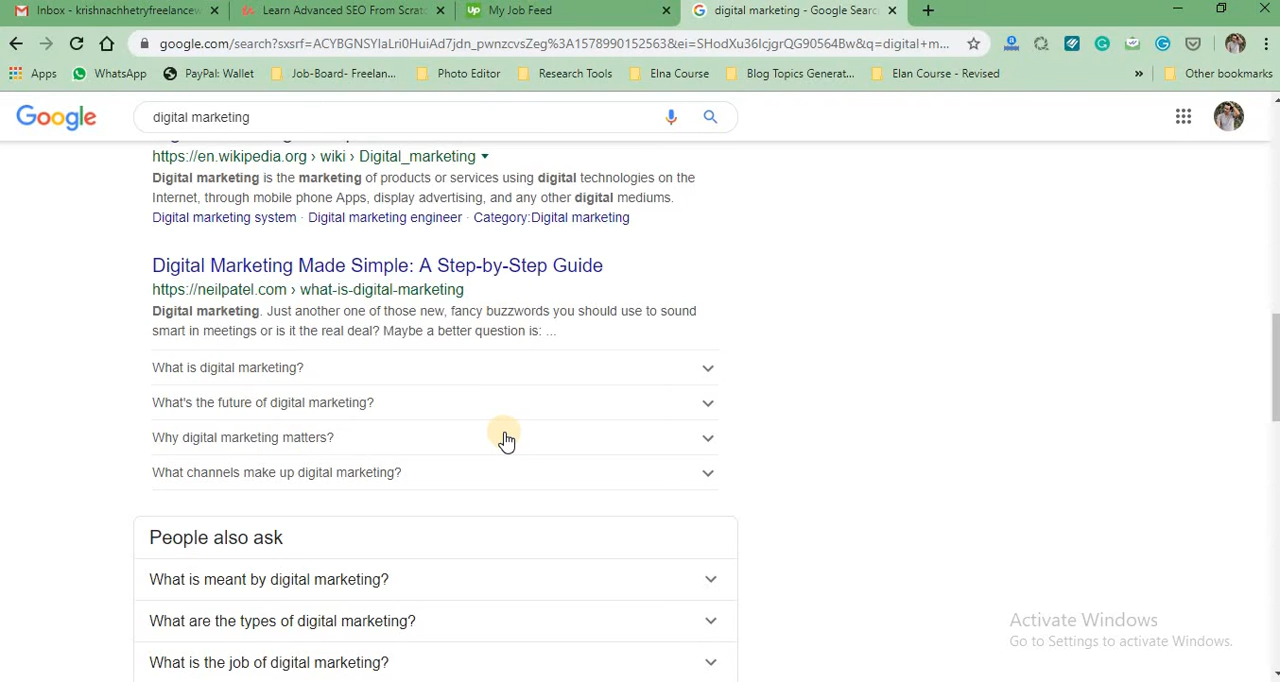 Inbox - krishnachhetryfreelancew
Learn Advanced SEO From Scratc
Up My Job Feed
digital marketing - Google Searc
google.com/search?sxsrf=ACYBGNSYlaLri0HuiAd7jdn_pwnzcvsZeg%3A1578990152563&ei=SHodXu36IcjgrQG90564Bw&q=digital+m...
Apps
WhatsApp
PayPal: Wallet
Job-Board- Freelan...
Photo Editor
Research Tools
Elna Course
Blog Topics Generat...
Elan Course - Revised
»
Other bookmarks
Google
digital marketing
https://en.wikipedia.org › wiki › Digital_marketing
Digital marketing is the marketing of products or services using digital technologies on the
Internet, through mobile phone Apps, display advertising, and any other digital mediums.
Digital marketing system · Digital marketing engineer · Category:Digital marketing
Digital Marketing Made Simple: A Step-by-Step Guide
https://neilpatel.com › what-is-digital-marketing
Digital marketing. Just another one of those new, fancy buzzwords you should use to sound
smart in meetings or is it the real deal? Maybe a better question is: ...
What is digital marketing?
What's the future of digital marketing?
Why digital marketing matters?
What channels make up digital marketing?
People also ask
What is meant by digital marketing?
What are the types of digital marketing?
What is the job of digital marketing?
Activate Windows
Go to Settings to activate Windows.